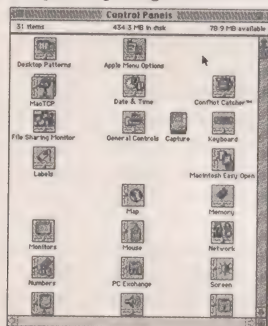 Control Panels
31 items 434.3 MB in disk 78.9 MB available
Desktop Patterns Apple Menu Options
MacTCP Date & Time Conflict Catcher™
File Sharing Monitor General Controls Capture Keyboard
Labels Macintosh Easy Open
Map Memory
Monitors Mouse Network
Numbers PC Exchange Screen